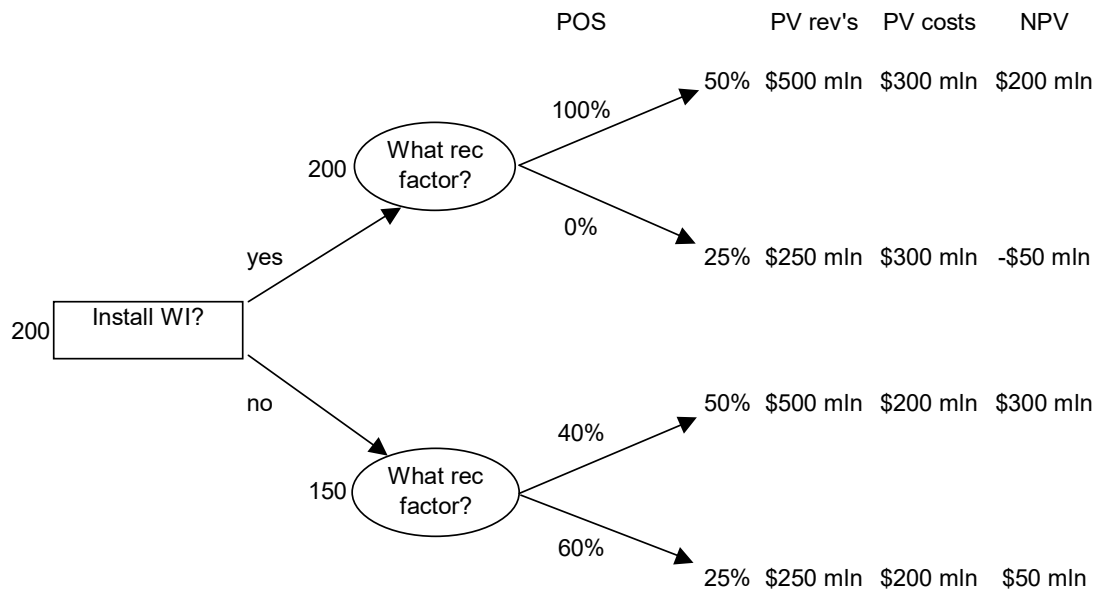 POS PV rev's PV costs NPV
50% $500 mln $300 mln $200 mln
100%
What rec
factor?
200
0%
yes
25% $250 mln $300 mln -$50 mln
Install WI?
200
no
50% $500 mln $200 mln $300 mln
40%
What rec
factor?
150
60%
25% $250 mln $200 mln $50 mln